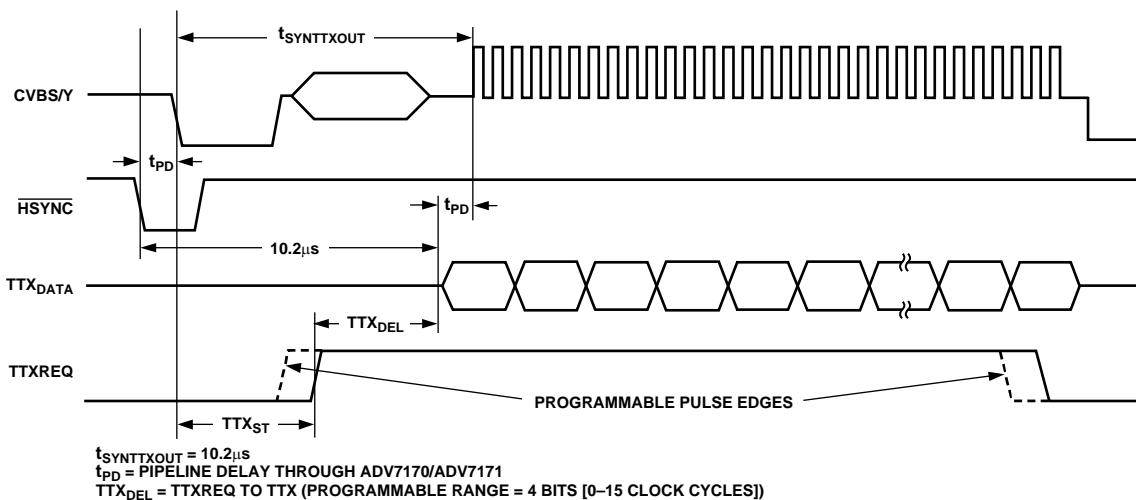 tSYNTTXOUT
CVBS/Y
tPD
HSYNC
tPD
10.2μs
TTXDATA
TTXDEL
TTXREQ
PROGRAMMABLE PULSE EDGES
TTXST
tSYNTTXOUT = 10.2μs
tPD = PIPELINE DELAY THROUGH ADV7170/ADV7171
TTXDEL = TTXREQ TO TTX (PROGRAMMABLE RANGE = 4 BITS [0–15 CLOCK CYCLES])